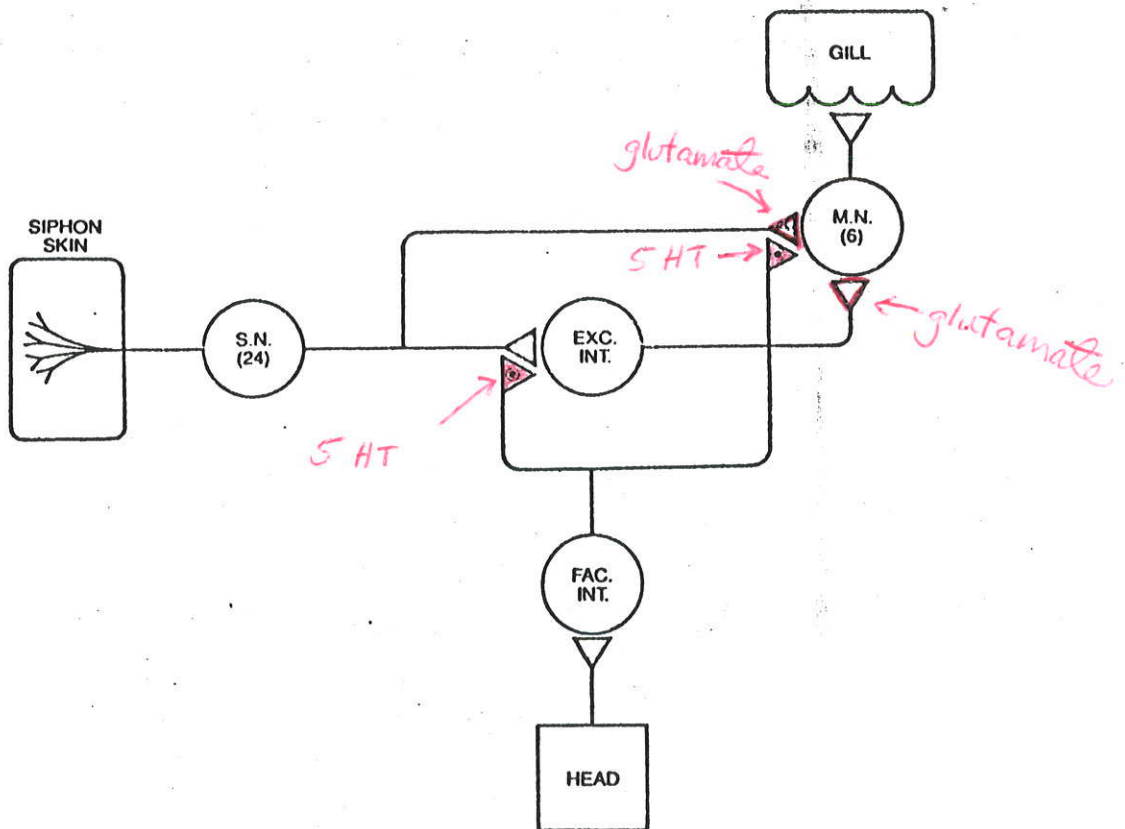 GILL
glutamate
M.N.
(6)
SIPHON
SKIN
5 HT
S.N.
(24)
EXC.
INT.
glutamate
5 HT
FAC.
INT.
HEAD